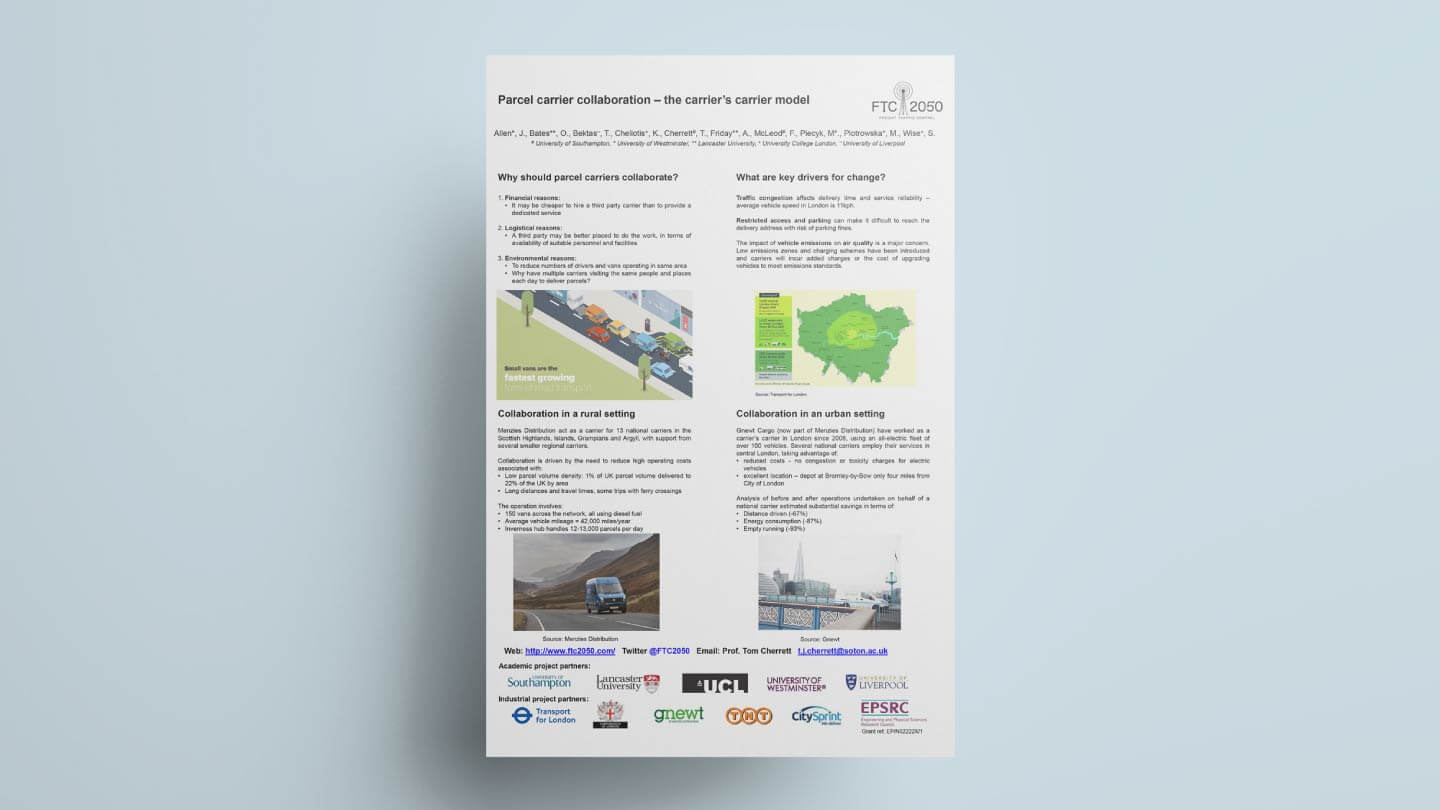 Parcel carrier collaboration – the carrier's carrier model
FTC 2050
FREIGHT TRAFFIC CONTROL
Allen*, J., Bates**, O., Bektas~, T., Cheliotis+, K., Cherrett#, T., Friday**, A., McLeod#, F., Piecyk, M*., Piotrowska*, M., Wise+, S.
# University of Southampton, * University of Westminster, ** Lancaster University, + University College London, ~ University of Liverpool
Why should parcel carriers collaborate?
1. Financial reasons:
• It may be cheaper to hire a third party carrier than to provide a
dedicated service
2. Logistical reasons:
• A third party may be better placed to do the work, in terms of
availability of suitable personnel and facilities
3. Environmental reasons:
• To reduce numbers of drivers and vans operating in same area
• Why have multiple carriers visiting the same people and places
each day to deliver parcels?
Small vans are the
fastest growing
form of road transport
What are key drivers for change?
Traffic congestion affects delivery time and service reliability –
average vehicle speed in London is 11kph.
Restricted access and parking can make it difficult to reach the
delivery address with risk of parking fines.
The impact of vehicle emissions on air quality is a major concern.
Low emissions zones and charging schemes have been introduced
and carriers will incur added charges or the cost of upgrading
vehicles to meet emissions standards.
Source: Transport for London
Collaboration in a rural setting
Menzies Distribution act as a carrier for 13 national carriers in the
Scottish Highlands, Islands, Grampians and Argyll, with support from
several smaller regional carriers.
Collaboration is driven by the need to reduce high operating costs
associated with:
• Low parcel volume density: 1% of UK parcel volume delivered to
22% of the UK by area
• Long distances and travel times, some trips with ferry crossings
The operation involves:
• 150 vans across the network, all using diesel fuel
• Average vehicle mileage = 42,000 miles/year
• Inverness hub handles 12-13,000 parcels per day
Source: Menzies Distribution
Collaboration in an urban setting
Gnewt Cargo (now part of Menzies Distribution) have worked as a
carrier's carrier in London since 2008, using an all-electric fleet of
over 100 vehicles. Several national carriers employ their services in
central London, taking advantage of:
• reduced costs - no congestion or toxicity charges for electric
vehicles
• excellent location – depot at Bromley-by-Bow only four miles from
City of London
Analysis of before and after operations undertaken on behalf of a
national carrier estimated substantial savings in terms of
• Distance driven (-67%)
• Energy consumption (-87%)
• Empty running (-93%)
Source: Gnewt
Web: http://www.ftc2050.com/ Twitter @FTC2050 Email: Prof. Tom Cherrett t.j.cherrett@soton.ac.uk
Academic project partners:
UNIVERSITY OF
Southampton
Lancaster
University
UCL
UNIVERSITY OF
WESTMINSTER
UNIVERSITY OF
LIVERPOOL
Industrial project partners:
Transport
for London
gnewt
TNT
CitySprint
EPSRC
Engineering and Physical Sciences
Research Council